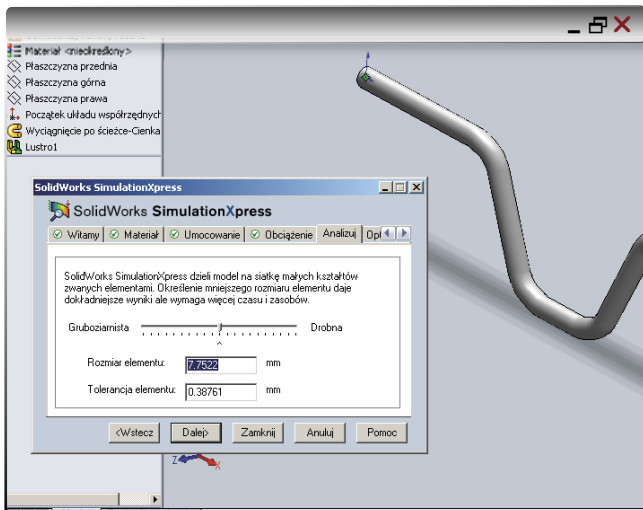 Materiał <nieokreślony>
Płaszczyzna przednia
Płaszczyzna górna
Płaszczyzna prawa
Początek układu współrzędnych
Wyciągnięcie po ścieżce-Cienka
Lustro1
SolidWorks SimulationXpress
SolidWorks SimulationXpress
Witamy Materiał Umocowanie Obciążenie Analizuj Opt
SolidWorks SimulationXpress dzieli model na siatkę małych kształtów
zwanych elementami. Określenie mniejszego rozmiaru elementu daje
dokładniejsze wyniki ale wymaga więcej czasu i zasobów.
Gruboziarnista Drobna
Rozmiar elementu: 7.7522 mm
Tolerancja elementu: 0.38761 mm
<Wstecz Dalej> Zamknij Anuluj Pomoc
Z X